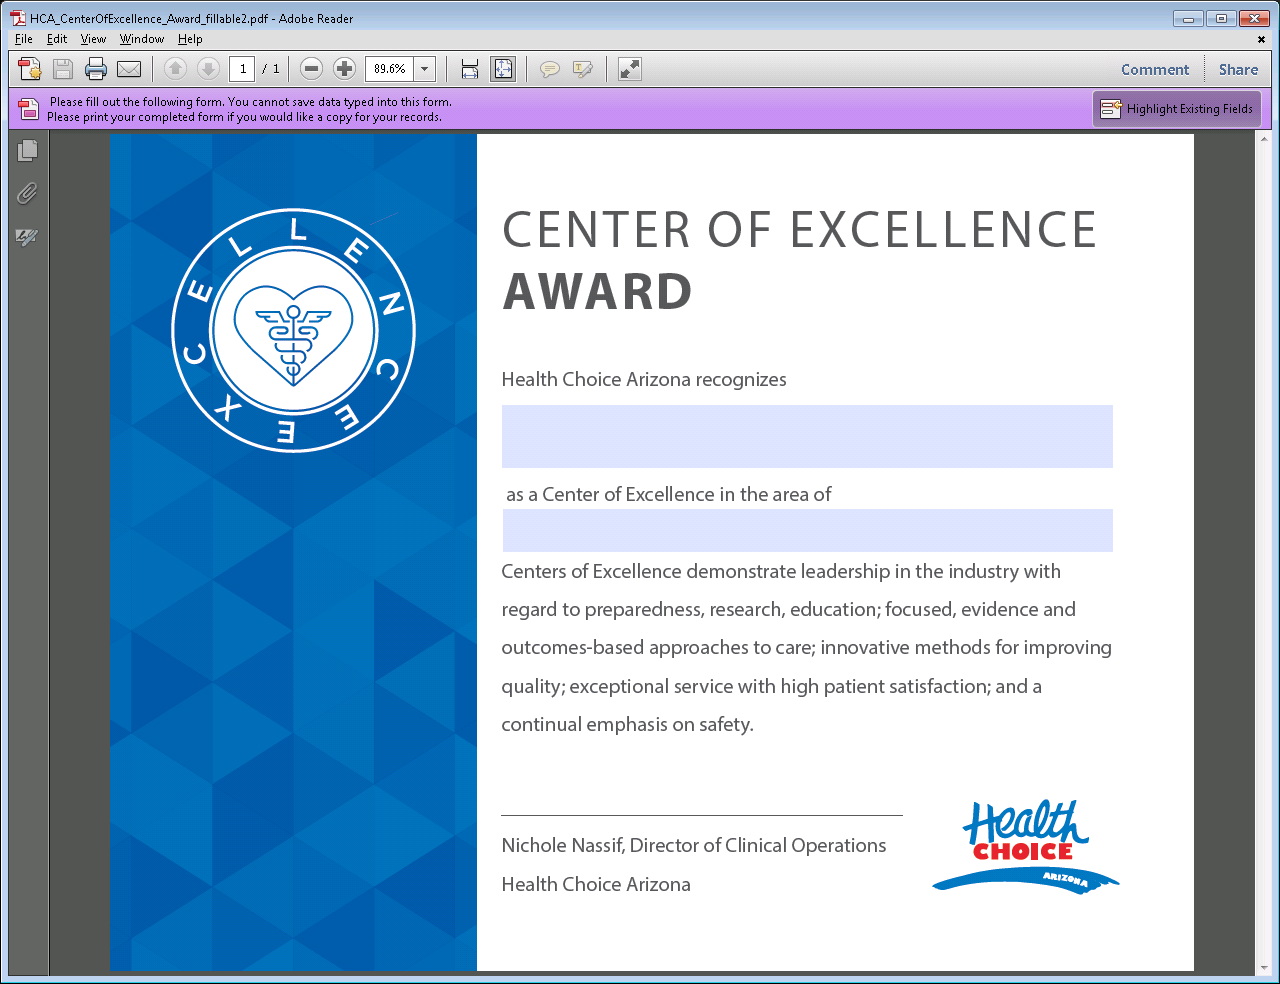 HCA_CenterOfExcellence_Award_fillable2.pdf - Adobe Reader
File Edit View Window Help
1 / 1 89.6% Comment Share
Please fill out the following form. You cannot save data typed into this form.
Please print your completed form if you would like a copy for your records.
Highlight Existing Fields
EXCELLENCE
CENTER OF EXCELLENCE
AWARD
Health Choice Arizona recognizes
as a Center of Excellence in the area of
Centers of Excellence demonstrate leadership in the industry with
regard to preparedness, research, education; focused, evidence and
outcomes-based approaches to care; innovative methods for improving
quality; exceptional service with high patient satisfaction; and a
continual emphasis on safety.
Nichole Nassif, Director of Clinical Operations
Health Choice Arizona
Health
CHOICE
ARIZONA